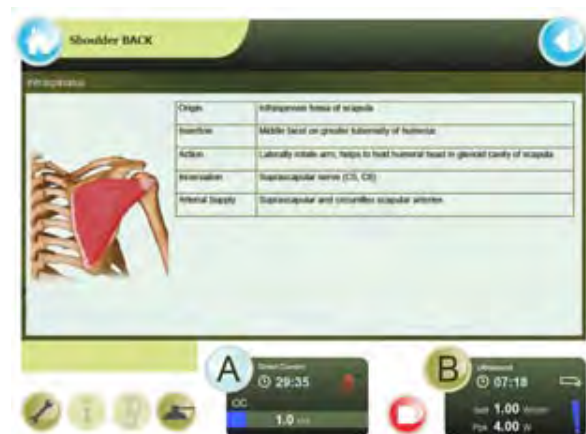 Shoulder BACK
Infraspinatus
Origin Infraspinous fossa of scapula
Insertion Middle facet on greater tuberosity of humerus
Action Laterally rotate arm, helps to hold humeral head in glenoid cavity of scapula
Innervation Suprascapular nerve (C5, C6)
Arterial Supply Suprascapular and circumflex scapular arteries
A
Direct Current
29:35
CC
1.0
B
Ultrasound
07:18
1.00
4.00 W